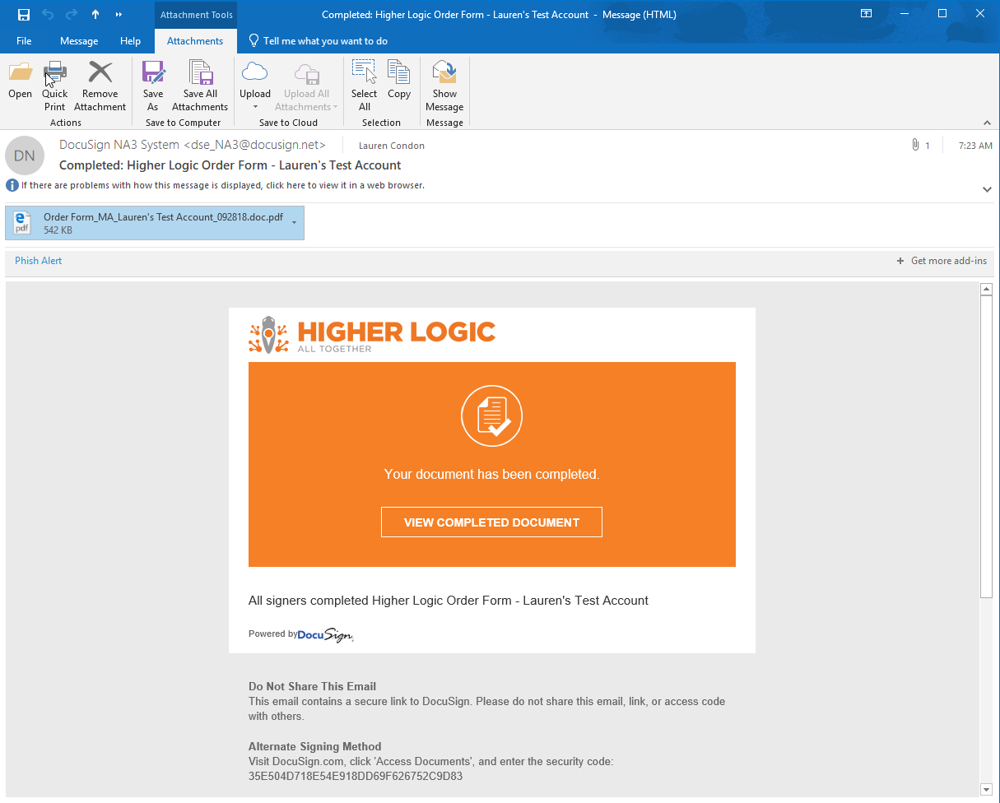 Attachment Tools
Completed: Higher Logic Order Form - Lauren's Test Account - Message (HTML)
File
Message
Help
Attachments
Tell me what you want to do
Open
Quick
Print
Remove
Attachment
Actions
Save
As
Save All
Attachments
Save to Computer
Upload
Upload All
Attachments
Save to Cloud
Select
All
Copy
Selection
Show
Message
Message
DN
DocuSign NA3 System <dse_NA3@docusign.net>
Lauren Condon
1
7:23 AM
Completed: Higher Logic Order Form - Lauren's Test Account
If there are problems with how this message is displayed, click here to view it in a web browser.
pdf
Order Form_MA_Lauren's Test Account_092818.doc.pdf
542 KB
Phish Alert
+ Get more add-ins
HIGHER LOGIC
ALL TOGETHER
Your document has been completed.
VIEW COMPLETED DOCUMENT
All signers completed Higher Logic Order Form - Lauren's Test Account
Powered by DocuSign
Do Not Share This Email
This email contains a secure link to DocuSign. Please do not share this email, link, or access code
with others.
Alternate Signing Method
Visit DocuSign.com, click 'Access Documents', and enter the security code:
35E504D718E54E918DD69F626752C9D83